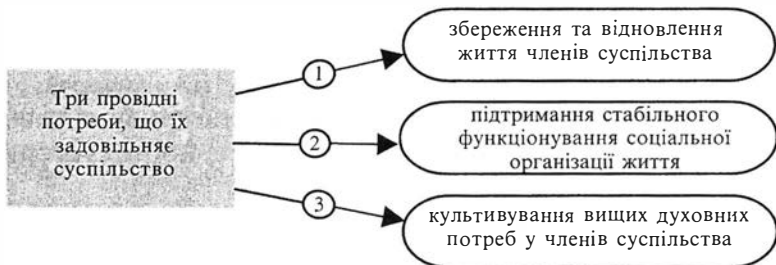 Три провідні
потреби, що їх
задовільняє
суспільство
1
збереження та відновлення
життя членів суспільства
2
підтримання стабільного
функціонування соціальної
організації життя
3
культивування вищих духовних
потреб у членів суспільства